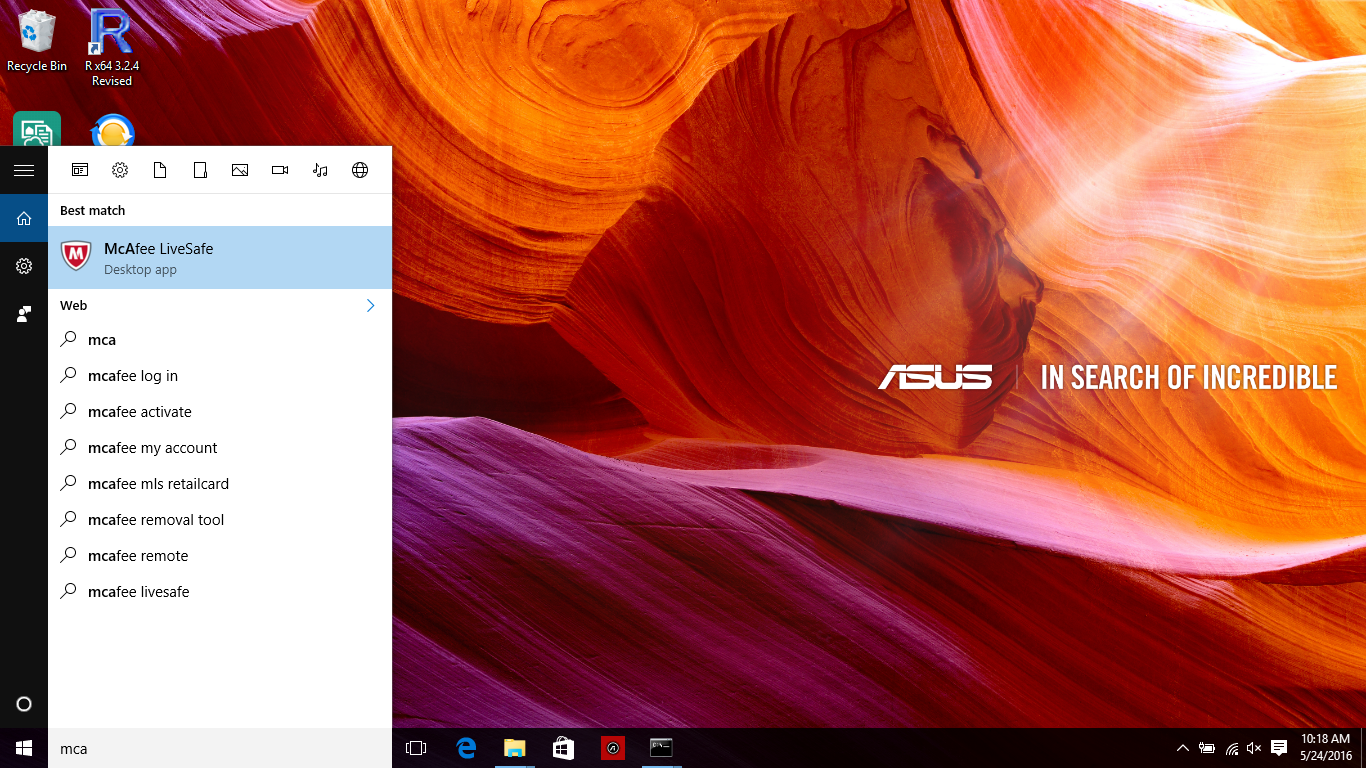 Recycle Bin
R x64 3.2.4
Revised
Best match
McAfee LiveSafe
Desktop app
Web
mca
mcafee log in
mcafee activate
mcafee my account
mcafee mls retailcard
mcafee removal tool
mcafee remote
mcafee livesafe
mca
ASUS | IN SEARCH OF INCREDIBLE
10:18 AM
5/24/2016